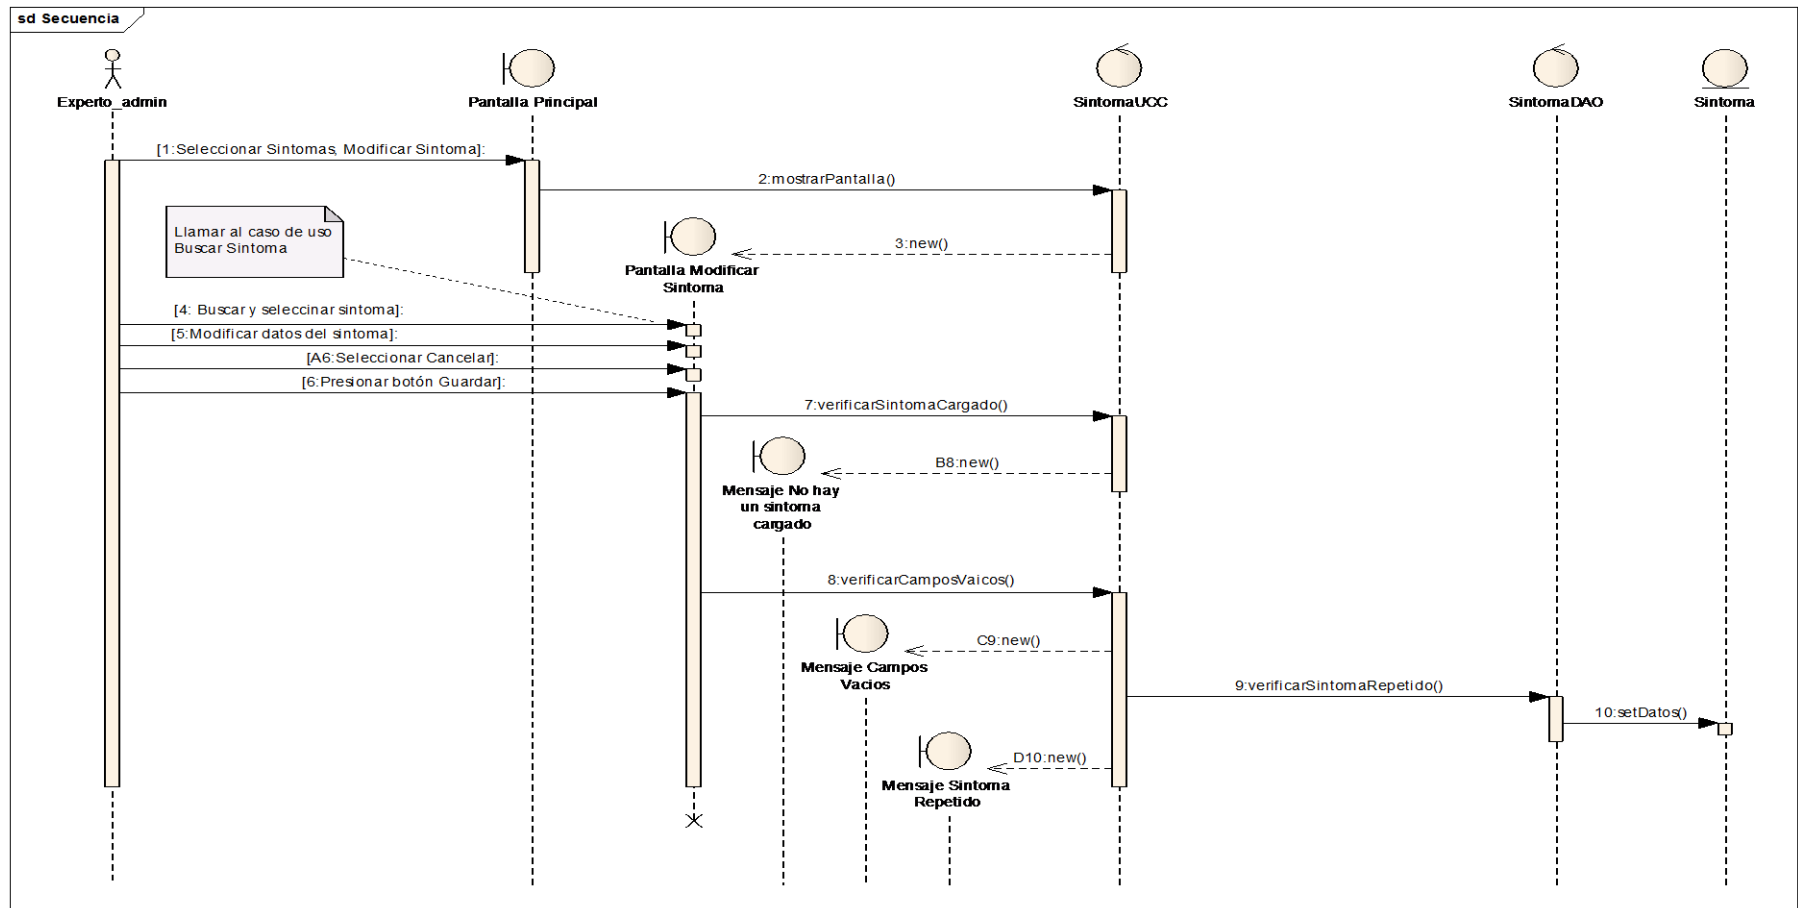 sd Secuencia
Experto_admin
Pantalla Principal
SintomaUCC
SintomaDAO
Sintoma
[1:Seleccionar Sintomas, Modificar Sintoma]:
2:mostrarPantalla()
Llamar al caso de uso
Buscar Sintoma
3:new()
Pantalla Modificar
Sintoma
[4: Buscar y seleccinar sintoma]:
[5:Modificar datos del sintoma]:
[A6:Seleccionar Cancelar]:
[6:Presionar botón Guardar]:
7:verificarSintomaCargado()
B8:new()
Mensaje No hay
un sintoma
cargado
8:verificarCamposVaicos()
C9:new()
Mensaje Campos
Vacios
9:verificarSintomaRepetido()
10:setDatos()
D10:new()
Mensaje Sintoma
Repetido